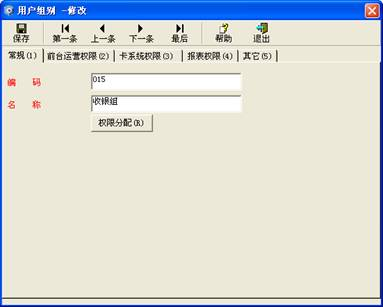 用户组别 -修改
保存 第一条 上一条 下一条 最后 帮助 退出
常规(1) 前台运营权限(2) 卡系统权限(3) 报表权限(4) 其它(5)
编 码 015
名 称 收银组
权限分配(R)